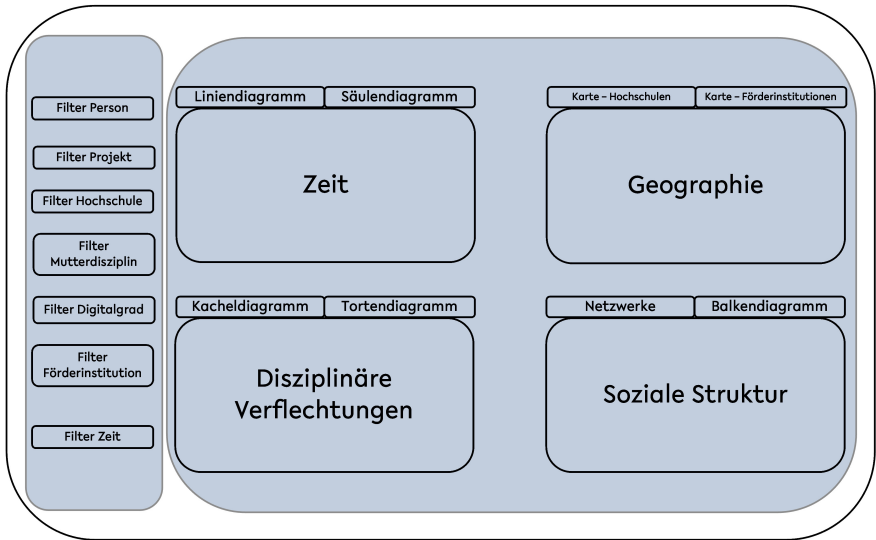 Filter Person
Filter Projekt
Filter Hochschule
Filter
Mutterdisziplin
Filter Digitalgrad
Filter
Förderinstitution
Filter Zeit
Liniendiagramm
Säulendiagramm
Zeit
Karte – Hochschulen
Karte – Förderinstitutionen
Geographie
Kacheldiagramm
Tortendiagramm
Disziplinäre
Verflechtungen
Netzwerke
Balkendiagramm
Soziale Struktur